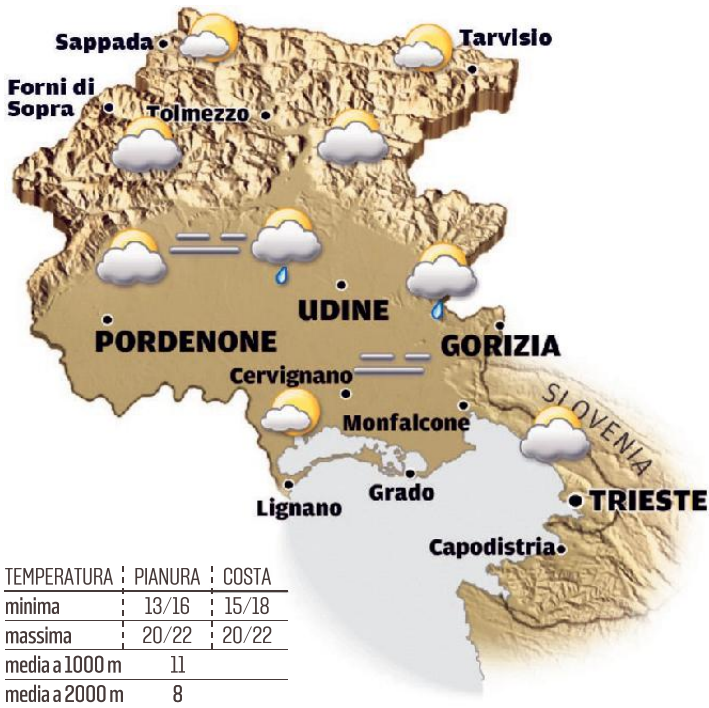 Sappada
Tarvisio
Forni di
Sopra
Tolmezzo
UDINE
PORDENONE
GORIZIA
Cervignano
SLOVENIA
Monfalcone
Lignano
Grado
TRIESTE
Capodistria
TEMPERATURA PIANURA COSTA
minima 13/16 15/18
massima 20/22 20/22
media a 1000 m 11
media a 2000 m 8